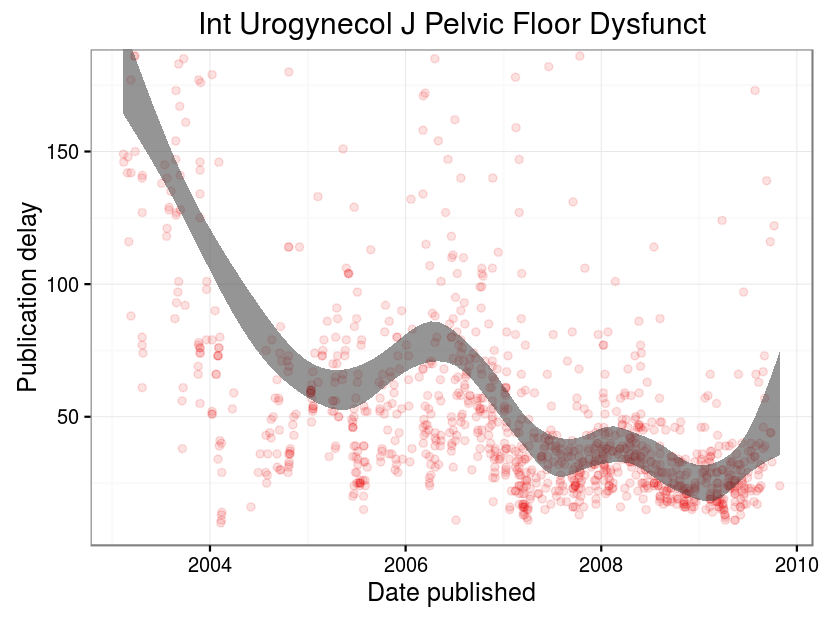 Int Urogynecol J Pelvic Floor Dysfunct
Publication delay
150
100
50
2004
2006
2008
2010
Date published